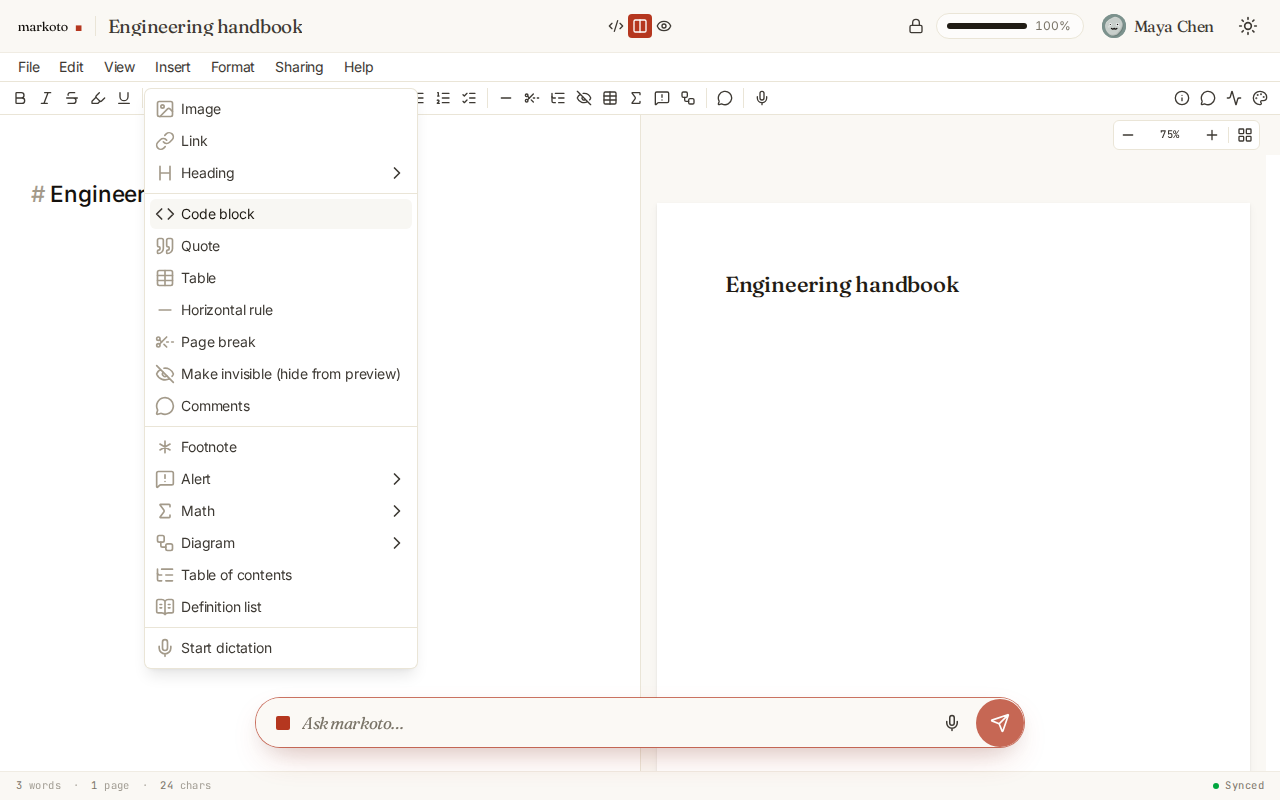 markoto
Engineering handbook
100%
Maya Chen
File Edit View Insert Format Sharing Help
75%
Image
Link
Heading
Code block
Quote
Table
Horizontal rule
Page break
Make invisible (hide from preview)
Comments
Footnote
Alert
Math
Diagram
Table of contents
Definition list
Start dictation
# Engineer
Engineering handbook
Ask markoto...
3 words · 1 page · 24 chars
Synced